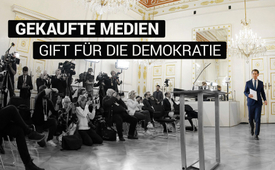 GEKAUFTE MEDIEN
GIFT FÜR DIE DEMOKRATIE